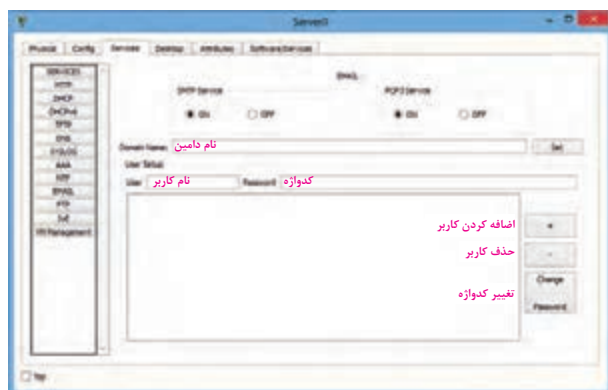 Server0
Physical Config Services Desktop Attributes Software/Services
SERVICES
HTTP
DHCP
DHCPv6
TFTP
DNS
SYSLOG
AAA
NTP
EMAIL
FTP
IoT
VM Management
EMAIL
SMTP Service
POP3 Service
ON OFF
ON OFF
Domain Name: نام دامین Set
User Setup
User نام کاربر Password کدواژه
اضافه کردن کاربر +
حذف کاربر -
تغییر کدواژه Change Password
Top